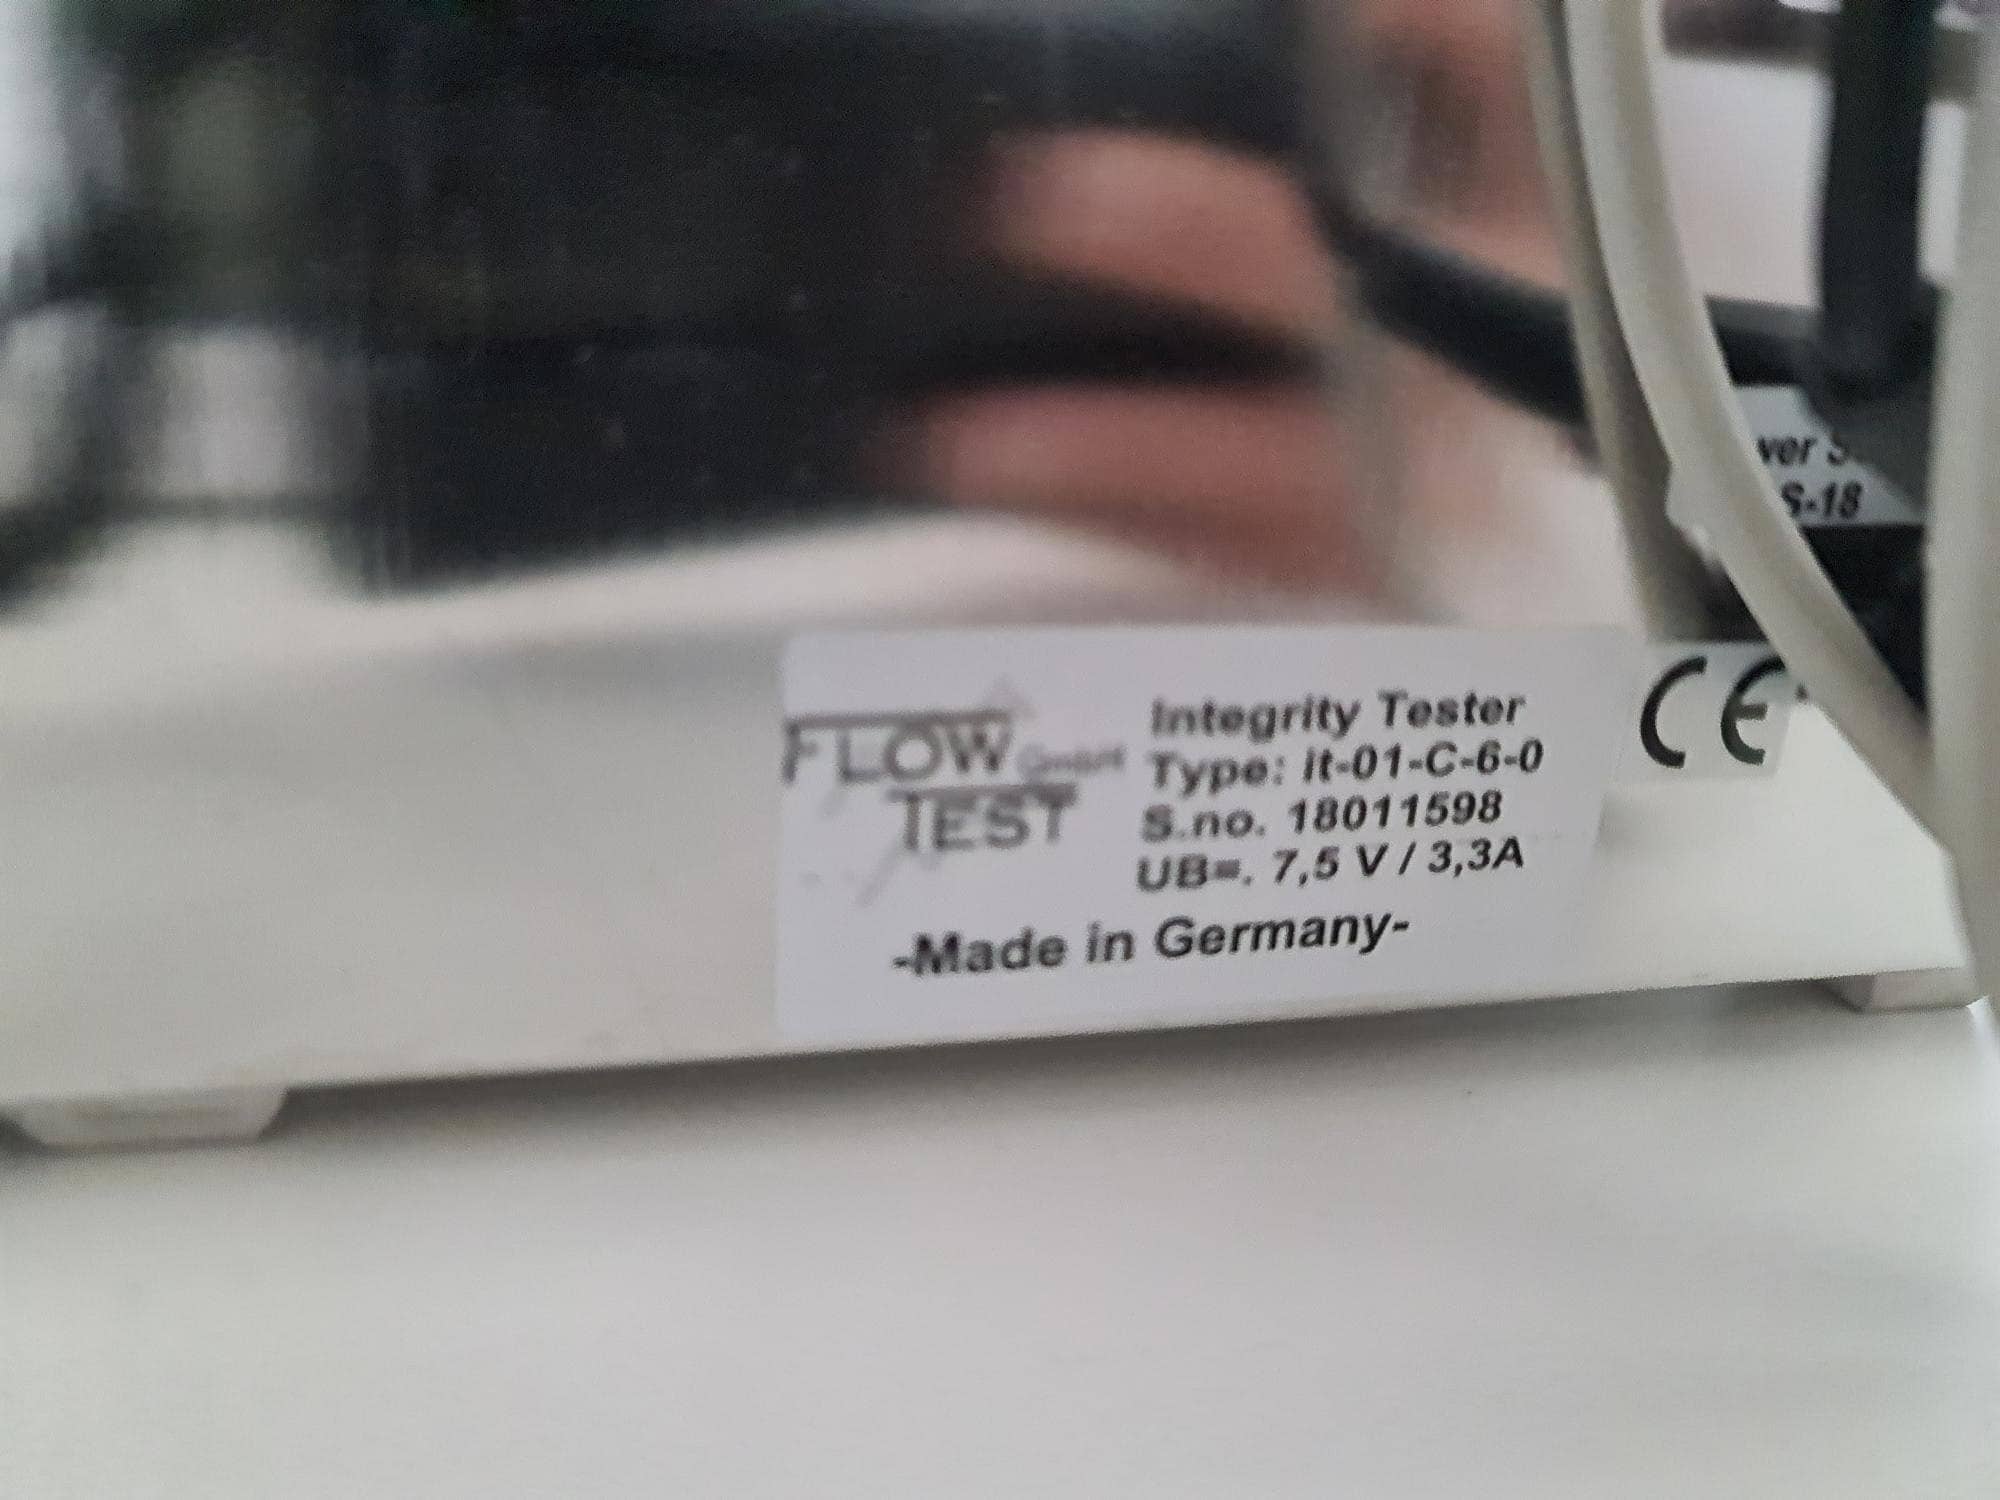 FLOW GmbH
TEST
Integrity Tester
Type: it-01-C-6-0
S.no. 18011598
UB=. 7,5 V / 3,3A
-Made in Germany-
CE
S-18